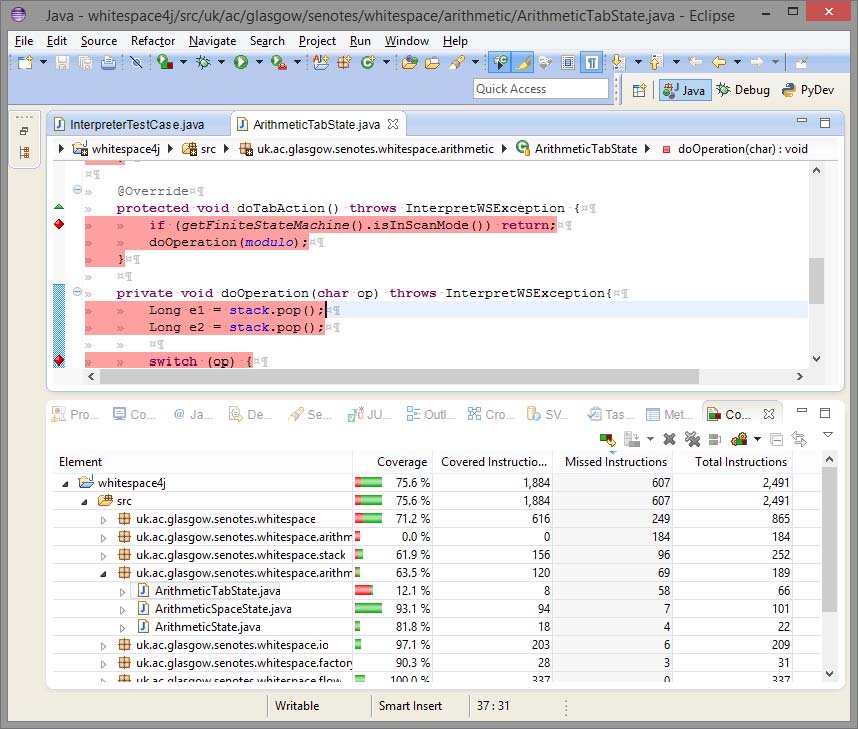 Java - whitespace4j/src/uk/ac/glasgow/senotes/whitespace/arithmetic/ArithmeticTabState.java - Eclipse
File Edit Source Refactor Navigate Search Project Run Window Help
Quick Access Java Debug PyDev
InterpreterTestCase.java ArithmeticTabState.java
whitespace4j src uk.ac.glasgow.senotes.whitespace.arithmetic ArithmeticTabState doOperation(char) : void
¤¶
» @Override¤¶
» protected·void·doTabAction()·throws·InterpretWSException·{¤¶
» » if·(getFiniteStateMachine().isInScanMode())·return;¤¶
» » doOperation(modulo);¤¶
» }¤¶
» ¤¶
» private·void·doOperation(char·op)·throws·InterpretWSException{¤¶
» » Long·e1·=·stack.pop();¤¶
» » Long·e2·=·stack.pop();¤¶
» » ¤¶
» » switch·(op)·{¤¶
Pro... Co... @ Ja... De... Se... JU... Outl... Cro... SV... Tas... Met... Co...
Element Coverage Covered Instructio... Missed Instructions Total Instructions
whitespace4j 75.6 % 1,884 607 2,491
src 75.6 % 1,884 607 2,491
uk.ac.glasgow.senotes.whitespace 71.2 % 616 249 865
uk.ac.glasgow.senotes.whitespace.arithm 0.0 % 0 184 184
uk.ac.glasgow.senotes.whitespace.stack 61.9 % 156 96 252
uk.ac.glasgow.senotes.whitespace.arithm 63.5 % 120 69 189
ArithmeticTabState.java 12.1 % 8 58 66
ArithmeticSpaceState.java 93.1 % 94 7 101
ArithmeticState.java 81.8 % 18 4 22
uk.ac.glasgow.senotes.whitespace.io 97.1 % 203 6 209
uk.ac.glasgow.senotes.whitespace.factory 90.3 % 28 3 31
uk.ac.glasgow.senotes.whitespace.flow 100.0 % 337 0 337
Writable Smart Insert 37 : 31